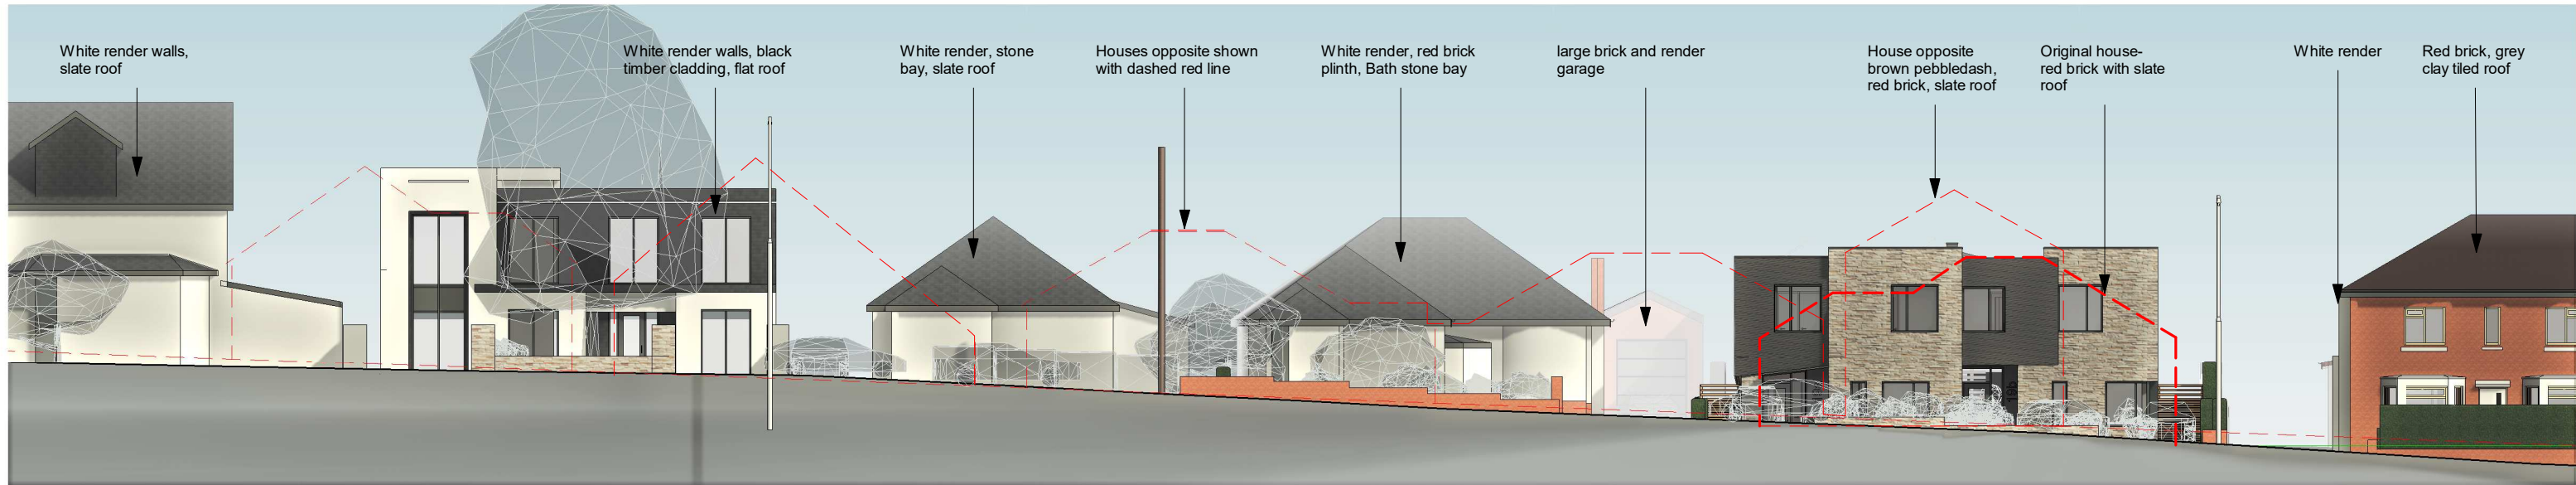 White render walls,
slate roof
White render walls, black
timber cladding, flat roof
White render, stone
bay, slate roof
Houses opposite shown
with dashed red line
White render, red brick
plinth, Bath stone bay
large brick and render
garage
House opposite
brown pebbledash,
red brick, slate roof
Original house-
red brick with slate
roof
White render
Red brick, grey
clay tiled roof